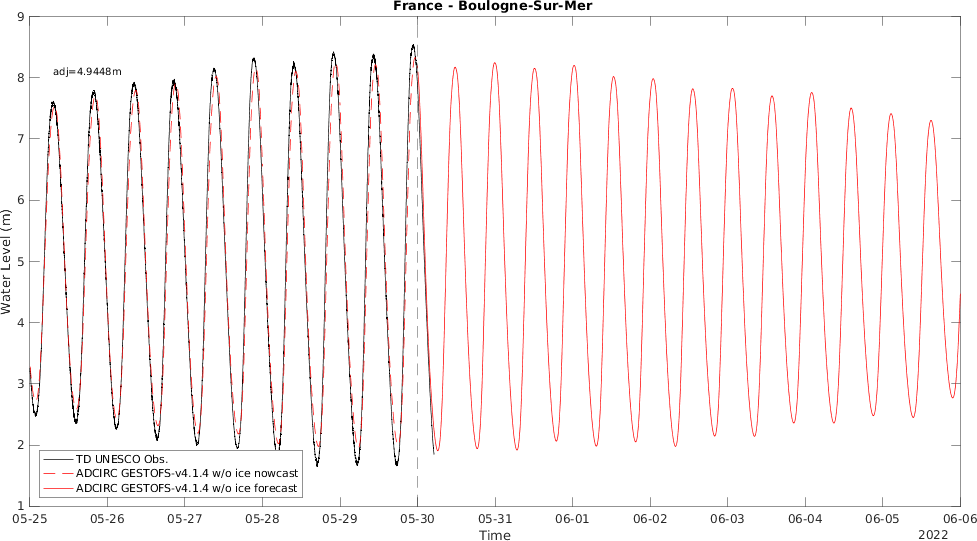 France - Boulogne-Sur-Mer
9
8
7
6
5
4
3
2
1
Water Level (m)
adj=4.9448m
TD UNESCO Obs.
ADCIRC GESTOFS-v4.1.4 w/o ice nowcast
ADCIRC GESTOFS-v4.1.4 w/o ice forecast
05-25 05-26 05-27 05-28 05-29 05-30 05-31 06-01 06-02 06-03 06-04 06-05 06-06
Time
2022